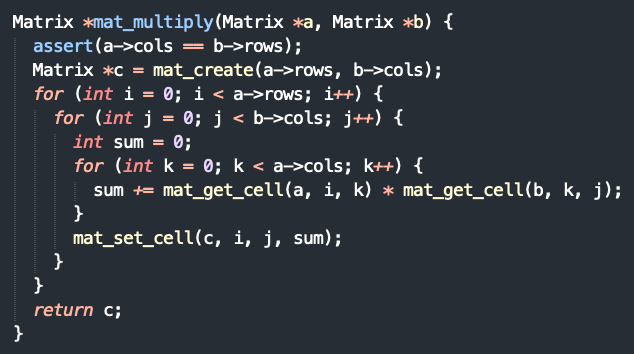 Matrix *mat_multiply(Matrix *a, Matrix *b) {
  assert(a->cols == b->rows);
  Matrix *c = mat_create(a->rows, b->cols);
  for (int i = 0; i < a->rows; i++) {
    for (int j = 0; j < b->cols; j++) {
      int sum = 0;
      for (int k = 0; k < a->cols; k++) {
        sum += mat_get_cell(a, i, k) * mat_get_cell(b, k, j);
      }
      mat_set_cell(c, i, j, sum);
    }
  }
  return c;
}